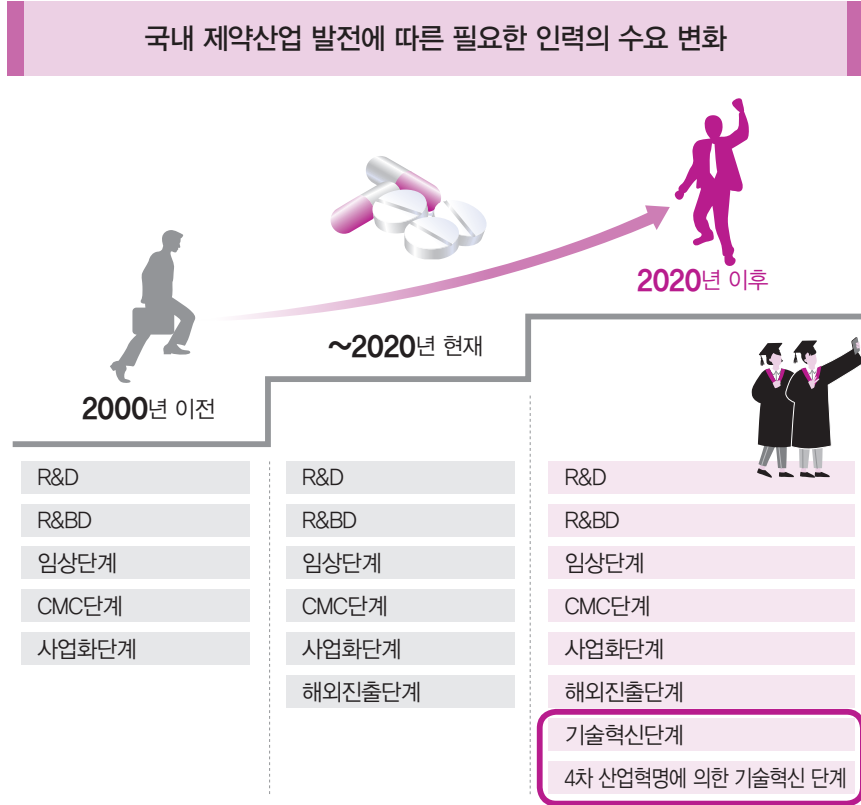 국내 제약산업 발전에 따른 필요한 인력의 수요 변화
2020년 이후
~2020년 현재
2000년 이전
R&D
R&BD
임상단계
CMC단계
사업화단계
R&D
R&BD
임상단계
CMC단계
사업화단계
해외진출단계
R&D
R&BD
임상단계
CMC단계
사업화단계
해외진출단계
기술혁신단계
4차 산업혁명에 의한 기술혁신 단계